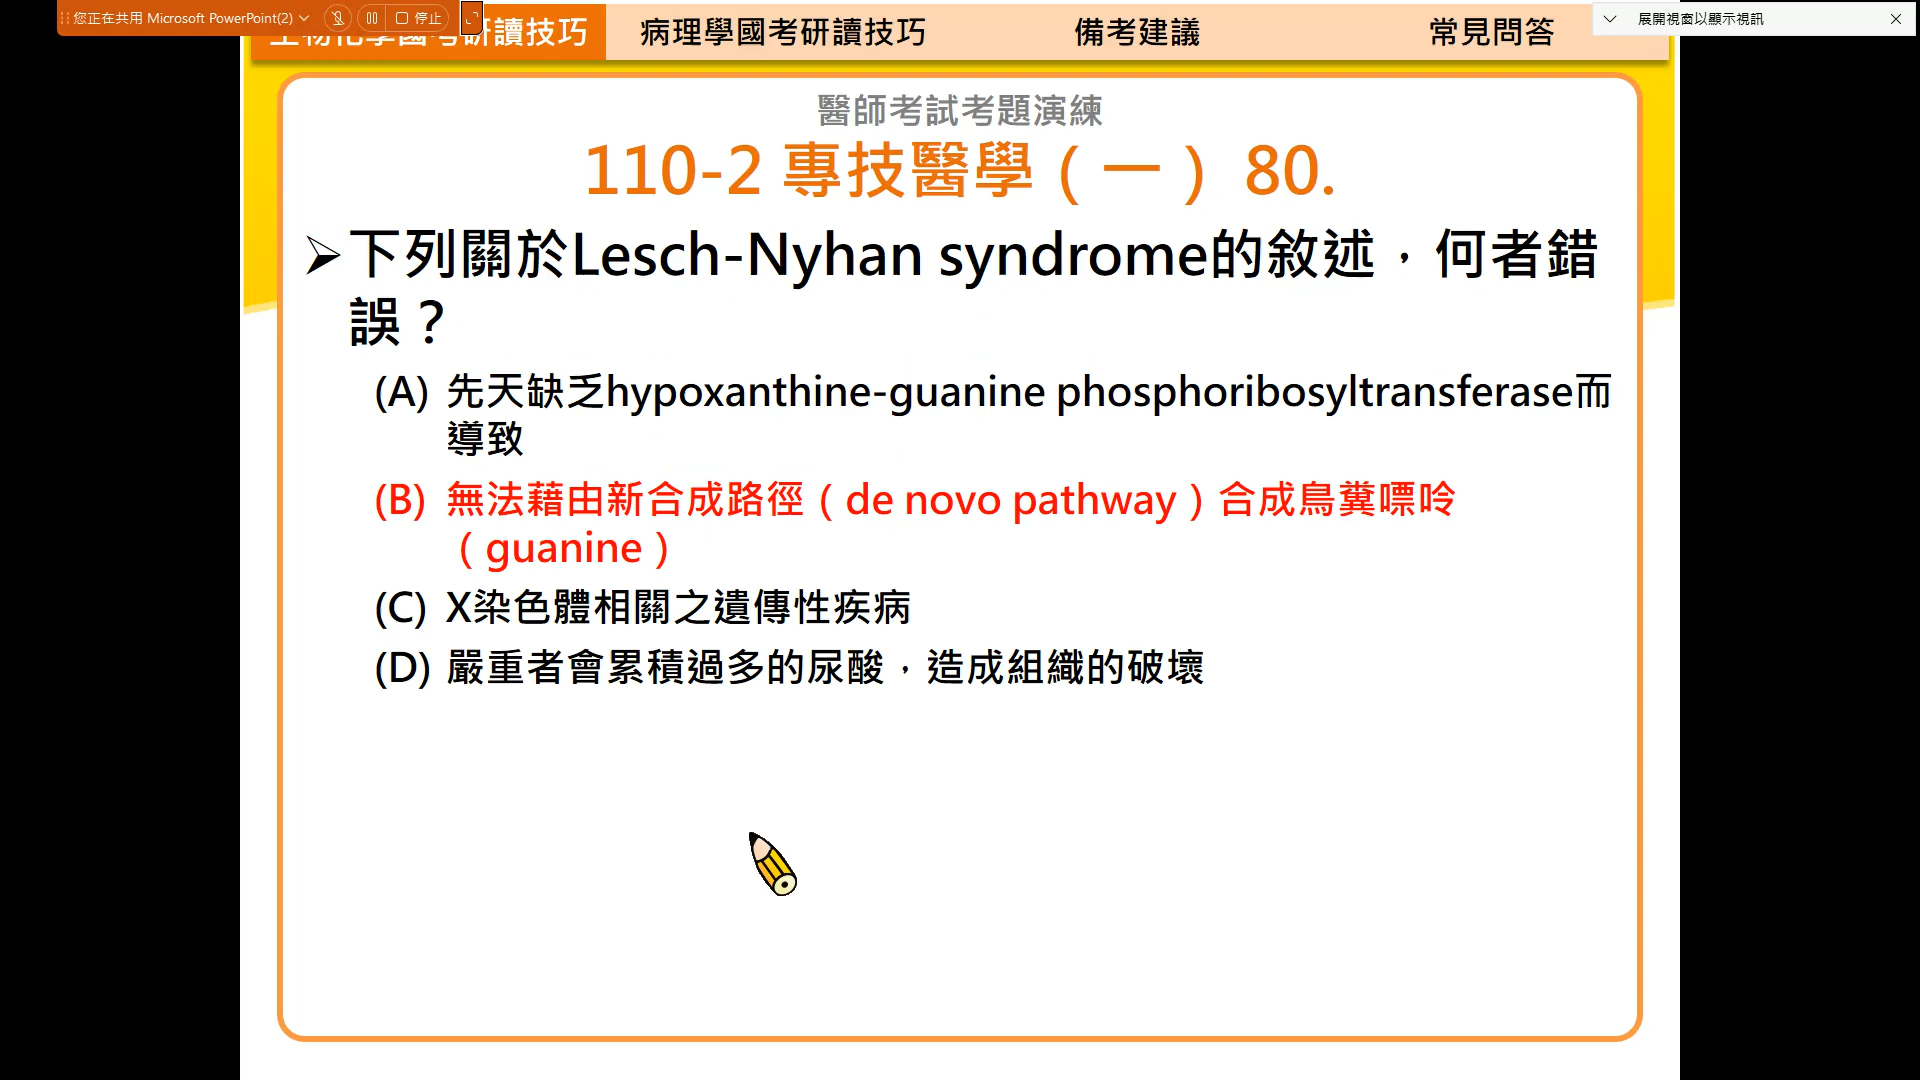 您正在共用 Microsoft PowerPoint(2)
停止
展開視窗以顯示視訊
研讀技巧
病理學國考研讀技巧
備考建議
常見問答
醫師考試考題演練
110-2 專技醫學（一） 80.
下列關於Lesch-Nyhan syndrome的敘述，何者錯
誤？
(A) 先天缺乏hypoxanthine-guanine phosphoribosyltransferase而
導致
(B) 無法藉由新合成路徑（de novo pathway）合成鳥糞嘌呤
（guanine）
(C) X染色體相關之遺傳性疾病
(D) 嚴重者會累積過多的尿酸，造成組織的破壞